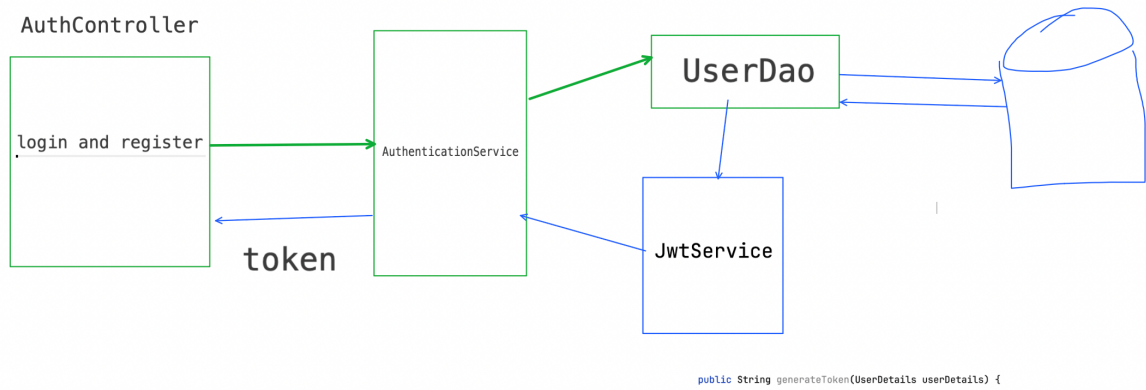 AuthController
login and register
AuthenticationService
UserDao
token
JwtService
public String generateToken(UserDetails userDetails) {